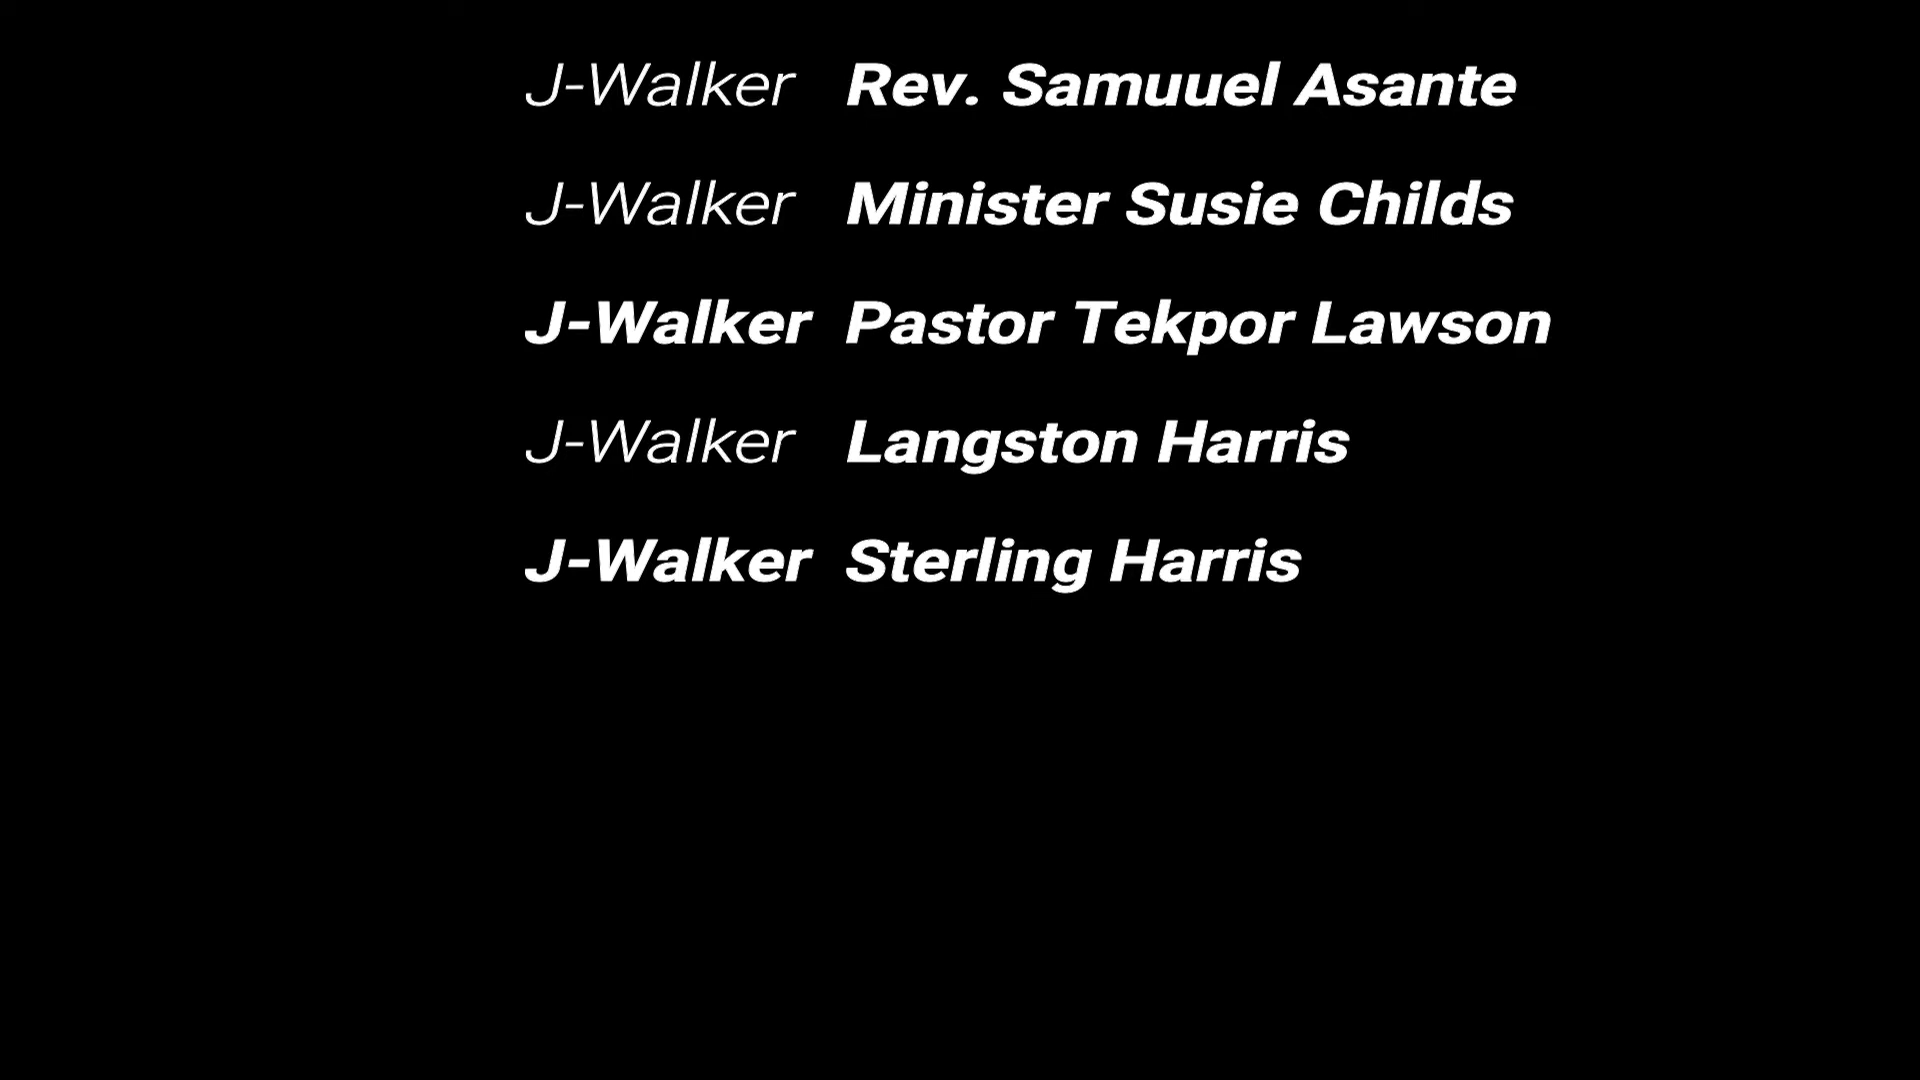 J-Walker Rev. Samuuel Asante
J-Walker Minister Susie Childs
J-Walker Pastor Tekpor Lawson
J-Walker Langston Harris
J-Walker Sterling Harris